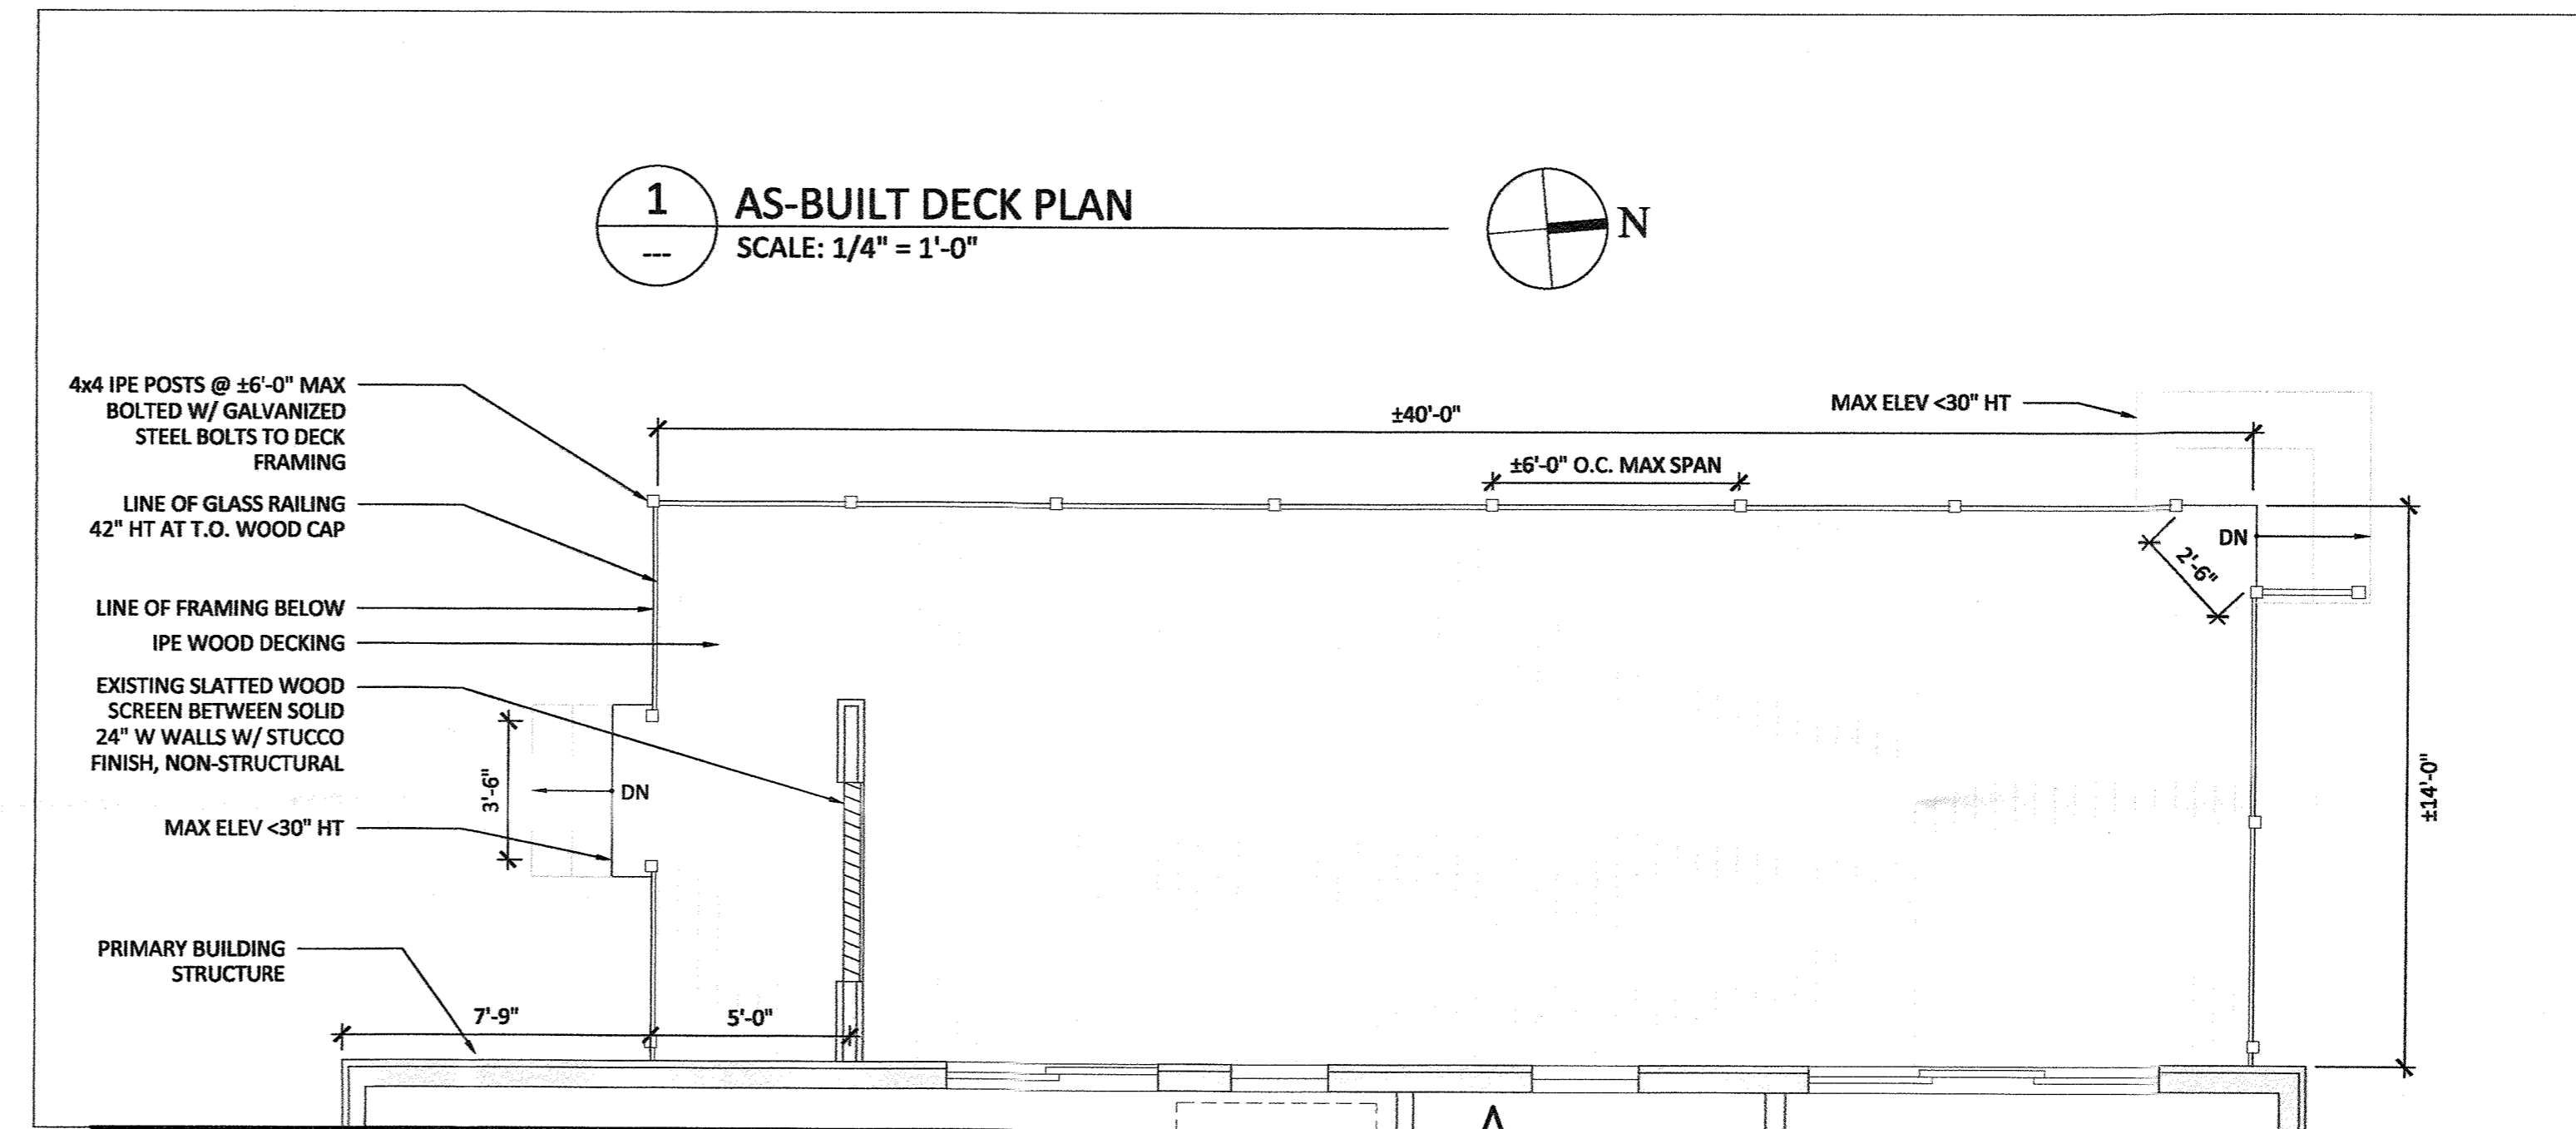 1
---
AS-BUILT DECK PLAN
SCALE: 1/4" = 1'-0"
N
4x4 IPE POSTS @ ±6'-0" MAX
BOLTED W/ GALVANIZED
STEEL BOLTS TO DECK
FRAMING
LINE OF GLASS RAILING
42" HT AT T.O. WOOD CAP
LINE OF FRAMING BELOW
IPE WOOD DECKING
EXISTING SLATTED WOOD
SCREEN BETWEEN SOLID
24" W WALLS W/ STUCCO
FINISH, NON-STRUCTURAL
MAX ELEV <30" HT
PRIMARY BUILDING
STRUCTURE
±40'-0"
±6'-0" O.C. MAX SPAN
MAX ELEV <30" HT
DN
2'-6"
±14'-0"
3'-6"
DN
7'-9"
5'-0"